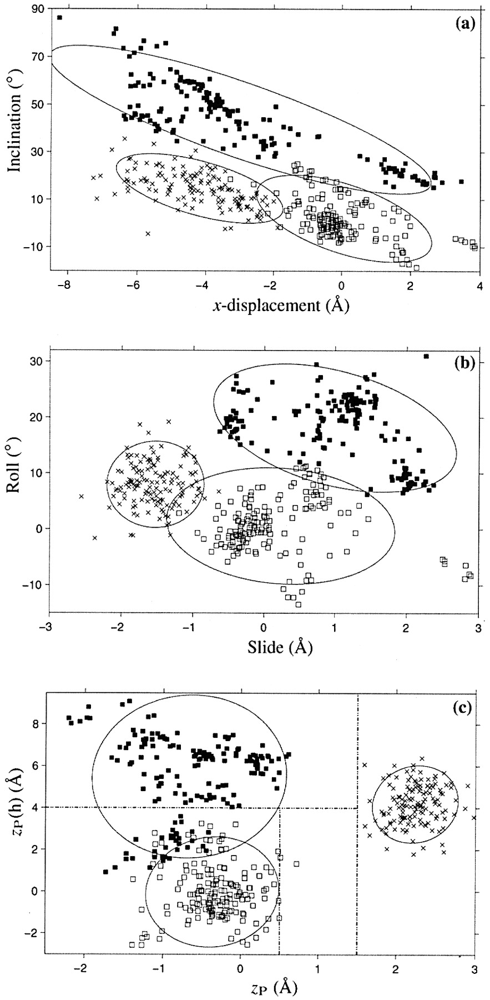 (a)
90
70
50
30
10
−10
Inclination (°)
−8 −6 −4 −2 0 2 4
x-displacement (Å)
(b)
30
20
10
0
−10
Roll (°)
−3 −2 −1 0 1 2 3
Slide (Å)
(c)
8
6
4
2
0
−2
zP(h) (Å)
−2 −1 0 1 2 3
zP (Å)